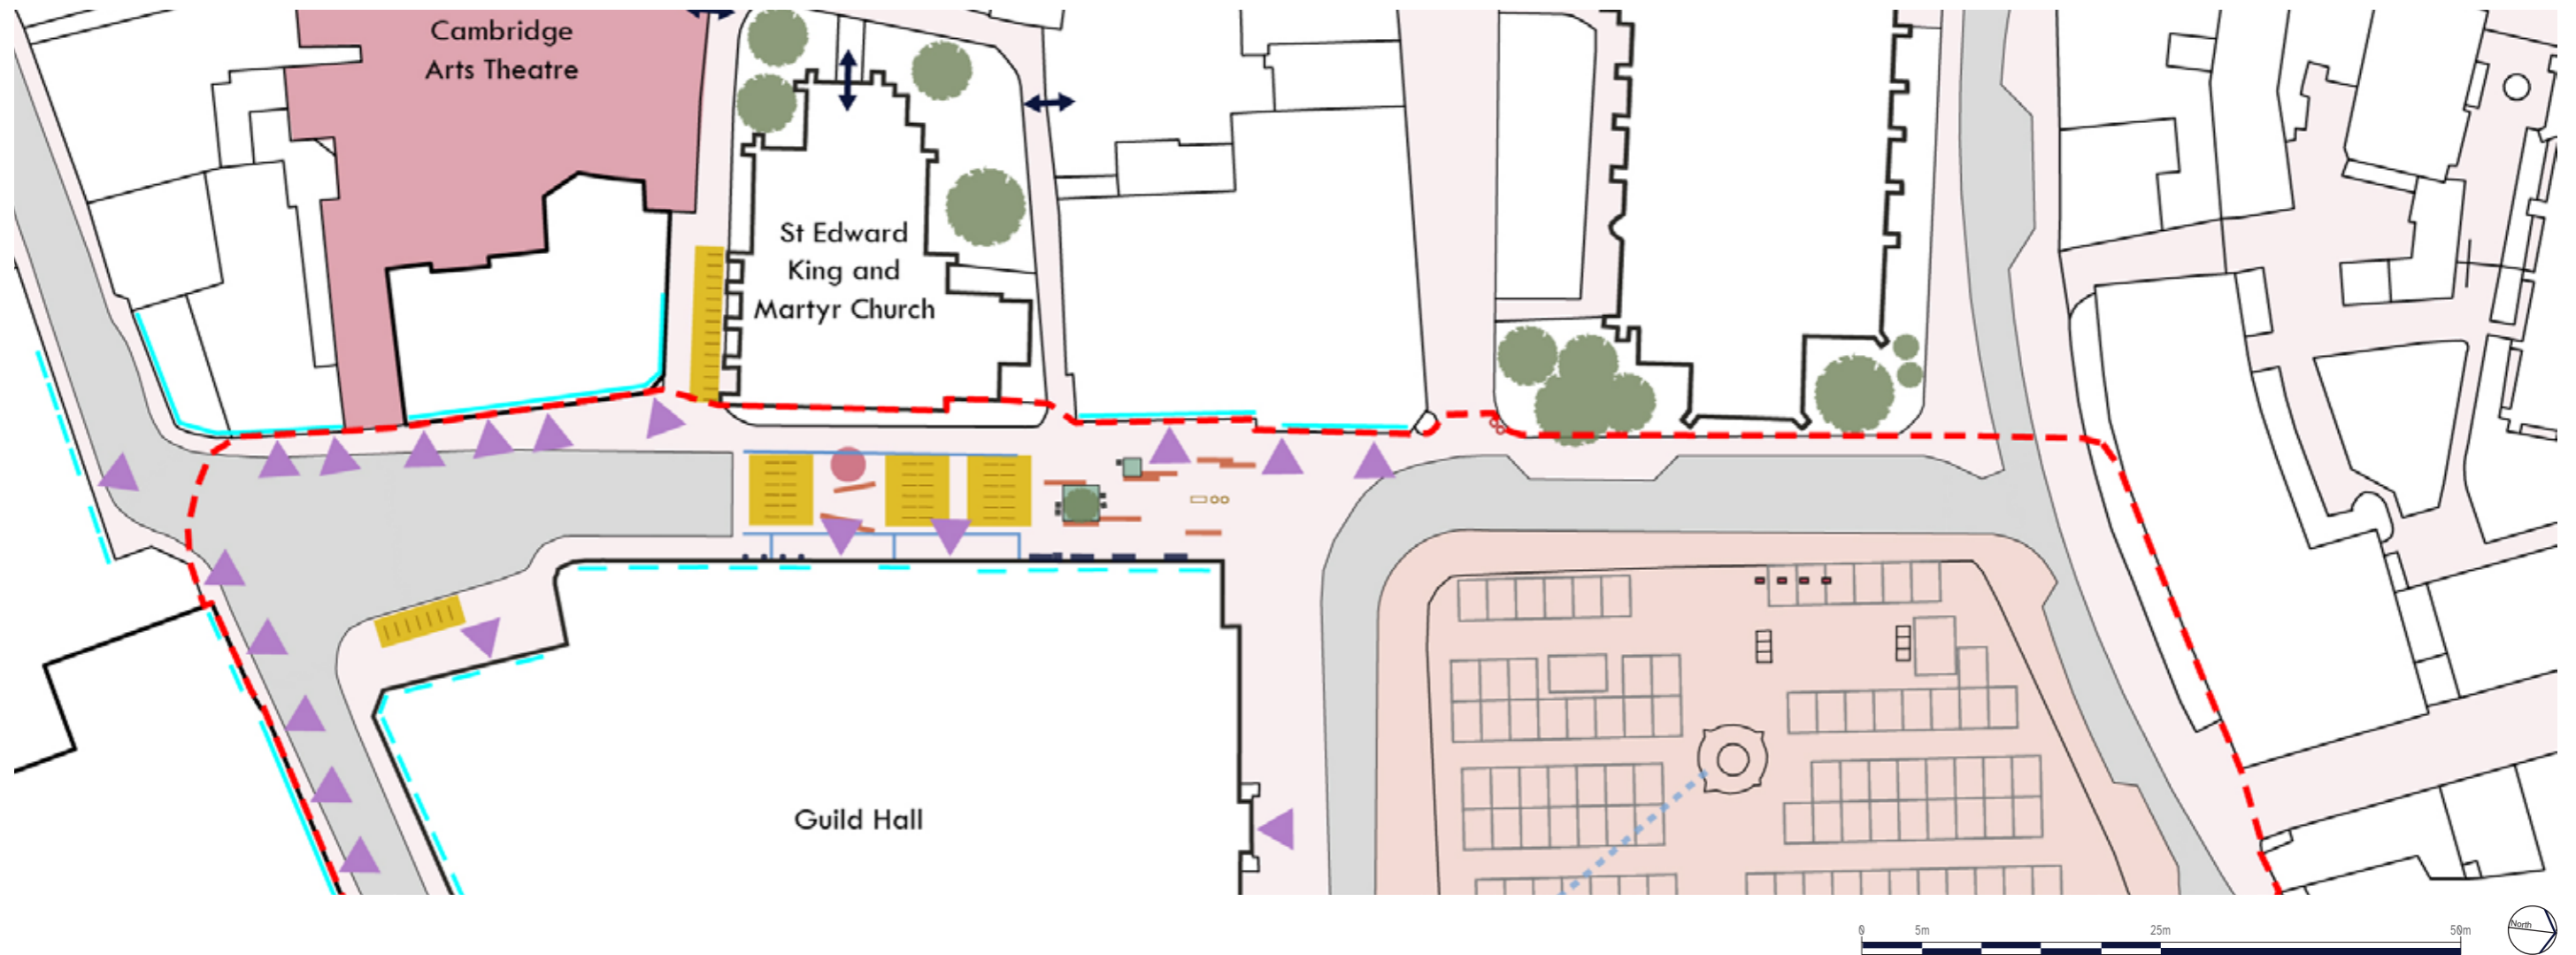 Cambridge
Arts Theatre
St Edward
King and
Martyr Church
Guild Hall
0 5m 25m 50m
North